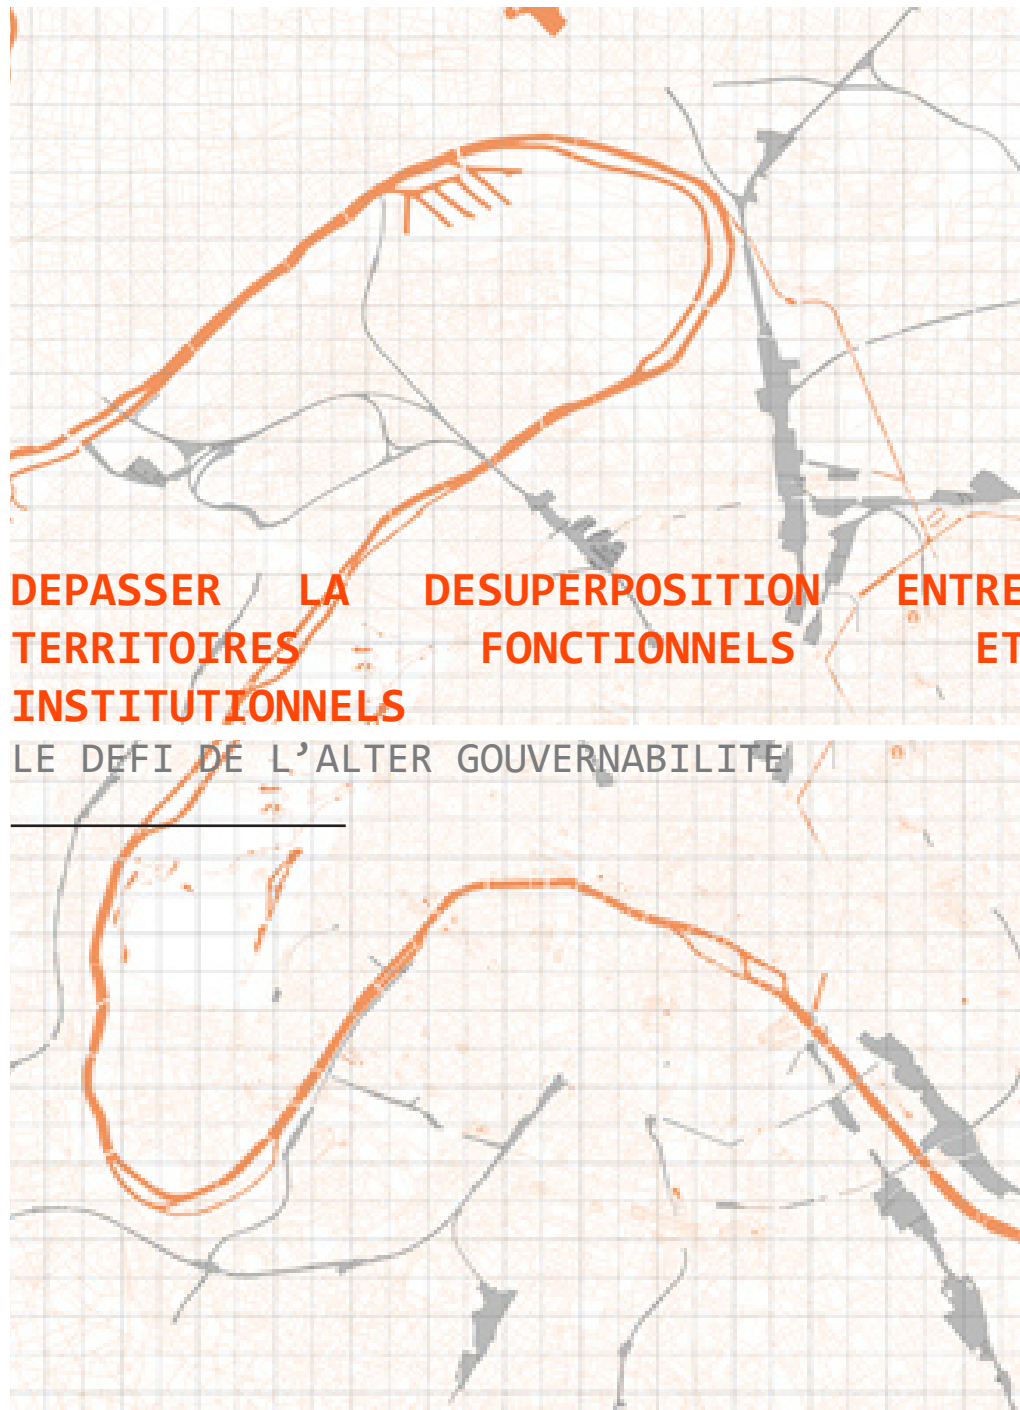 DEPASSER LA DESUPERPOSITION ENTRE
TERRITOIRES FONCTIONNELS ET
INSTITUTIONNELS
LE DEFI DE L’ALTER GOUVERNABILITE